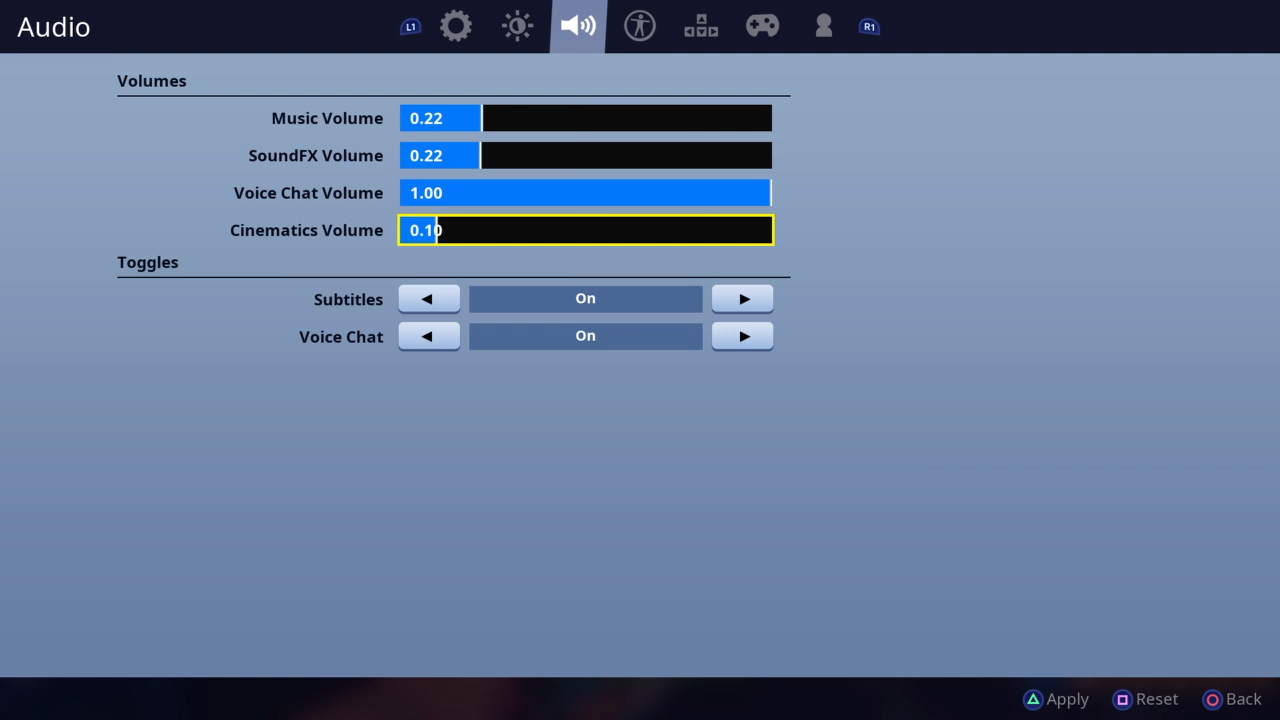 Audio
L1
R1
Volumes
Music Volume 0.22
SoundFX Volume 0.22
Voice Chat Volume 1.00
Cinematics Volume 0.10
Toggles
Subtitles On
Voice Chat On
Apply Reset Back